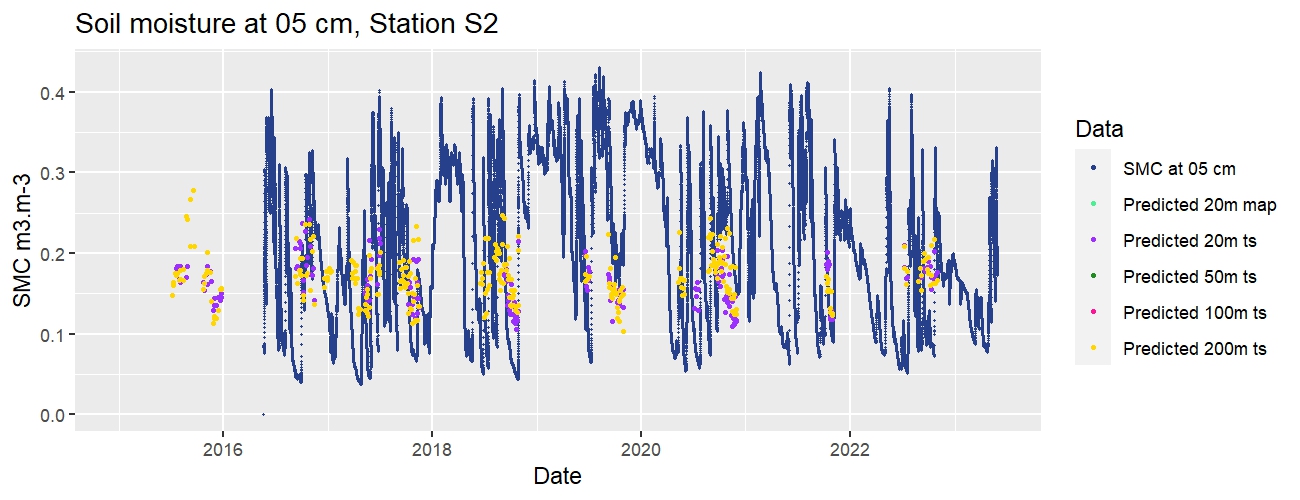 Soil moisture at 05 cm, Station S2
SMC m3.m-3
0.4
0.3
0.2
0.1
0.0
2016
2018
2020
2022
Date
Data
SMC at 05 cm
Predicted 20m map
Predicted 20m ts
Predicted 50m ts
Predicted 100m ts
Predicted 200m ts